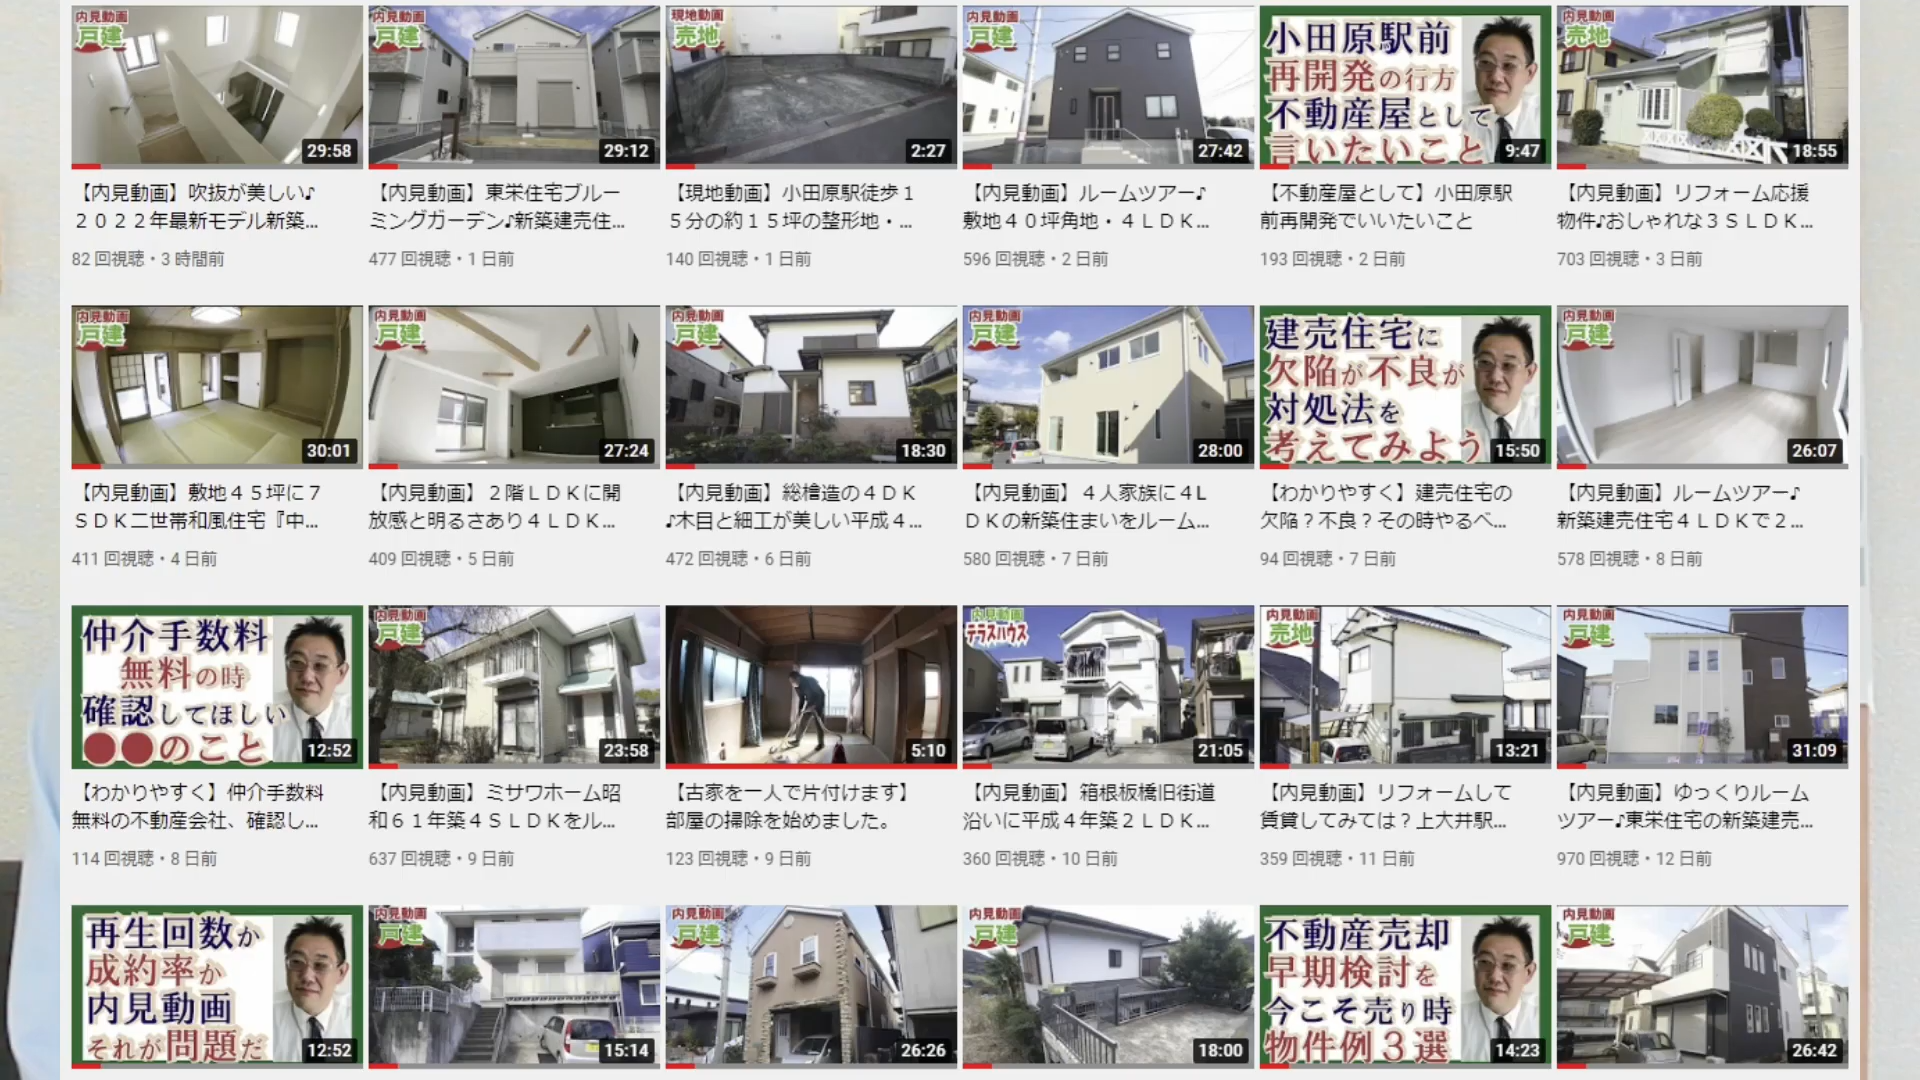 内見動画
戸建
29:58
内見動画
戸建
29:12
現地動画
売地
2:27
内見動画
戸建
27:42
小田原駅前
再開発の行方
不動産屋として
言いたいこと
9:47
内見動画
売地
18:55
【内見動画】吹抜が美しい♪
２０２２年最新モデル新築...
82 回視聴・3 時間前
【内見動画】東栄住宅ブルー
ミングガーデン♪新築建売住...
477 回視聴・1 日前
【現地動画】小田原駅徒歩１
５分の約１５坪の整形地・...
140 回視聴・1 日前
【内見動画】ルームツアー♪
敷地４０坪角地・４ＬＤＫ...
596 回視聴・2 日前
【不動産屋として】小田原駅
前再開発でいいたいこと
193 回視聴・2 日前
【内見動画】リフォーム応援
物件♪おしゃれな３ＳＬＤＫ...
703 回視聴・3 日前
内見動画
戸建
30:01
内見動画
戸建
27:24
内見動画
戸建
18:30
内見動画
戸建
28:00
建売住宅に
欠陥が不良が
対処法を
考えてみよう
15:50
内見動画
戸建
26:07
【内見動画】敷地４５坪に７
ＳＤＫ二世帯和風住宅『中...
411 回視聴・4 日前
【内見動画】２階ＬＤＫに開
放感と明るさあり４ＬＤＫ...
409 回視聴・5 日前
【内見動画】総檜造の４ＤＫ
♪木目と細工が美しい平成４...
472 回視聴・6 日前
【内見動画】４人家族に４L
ＤＫの新築住まいをルーム...
580 回視聴・7 日前
【わかりやすく】建売住宅の
欠陥？不良？その時やるべ...
94 回視聴・7 日前
【内見動画】ルームツアー♪
新築建売住宅４ＬＤＫで２...
578 回視聴・8 日前
仲介手数料
無料の時
確認してほしい
●●のこと
12:52
内見動画
戸建
23:58
5:10
内見動画
テラスハウス
21:05
内見動画
売地
13:21
内見動画
戸建
31:09
【わかりやすく】仲介手数料
無料の不動産会社、確認し...
114 回視聴・8 日前
【内見動画】ミサワホーム昭
和６１年築４ＳＬＤＫをル...
637 回視聴・9 日前
【古家を一人で片付けます】
部屋の掃除を始めました。
123 回視聴・9 日前
【内見動画】箱根板橋旧街道
沿いに平成４年築２ＬＤＫ...
360 回視聴・10 日前
【内見動画】リフォームして
賃貸してみては？上大井駅...
359 回視聴・11 日前
【内見動画】ゆっくりルーム
ツアー♪東栄住宅の新築建売...
970 回視聴・12 日前
再生回数か
成約率か
内見動画
それが問題だ
12:52
内見動画
戸建
15:14
内見動画
戸建
26:26
内見動画
戸建
18:00
不動産売却
早期検討を
今こそ売り時
物件例３選
14:23
内見動画
戸建
26:42